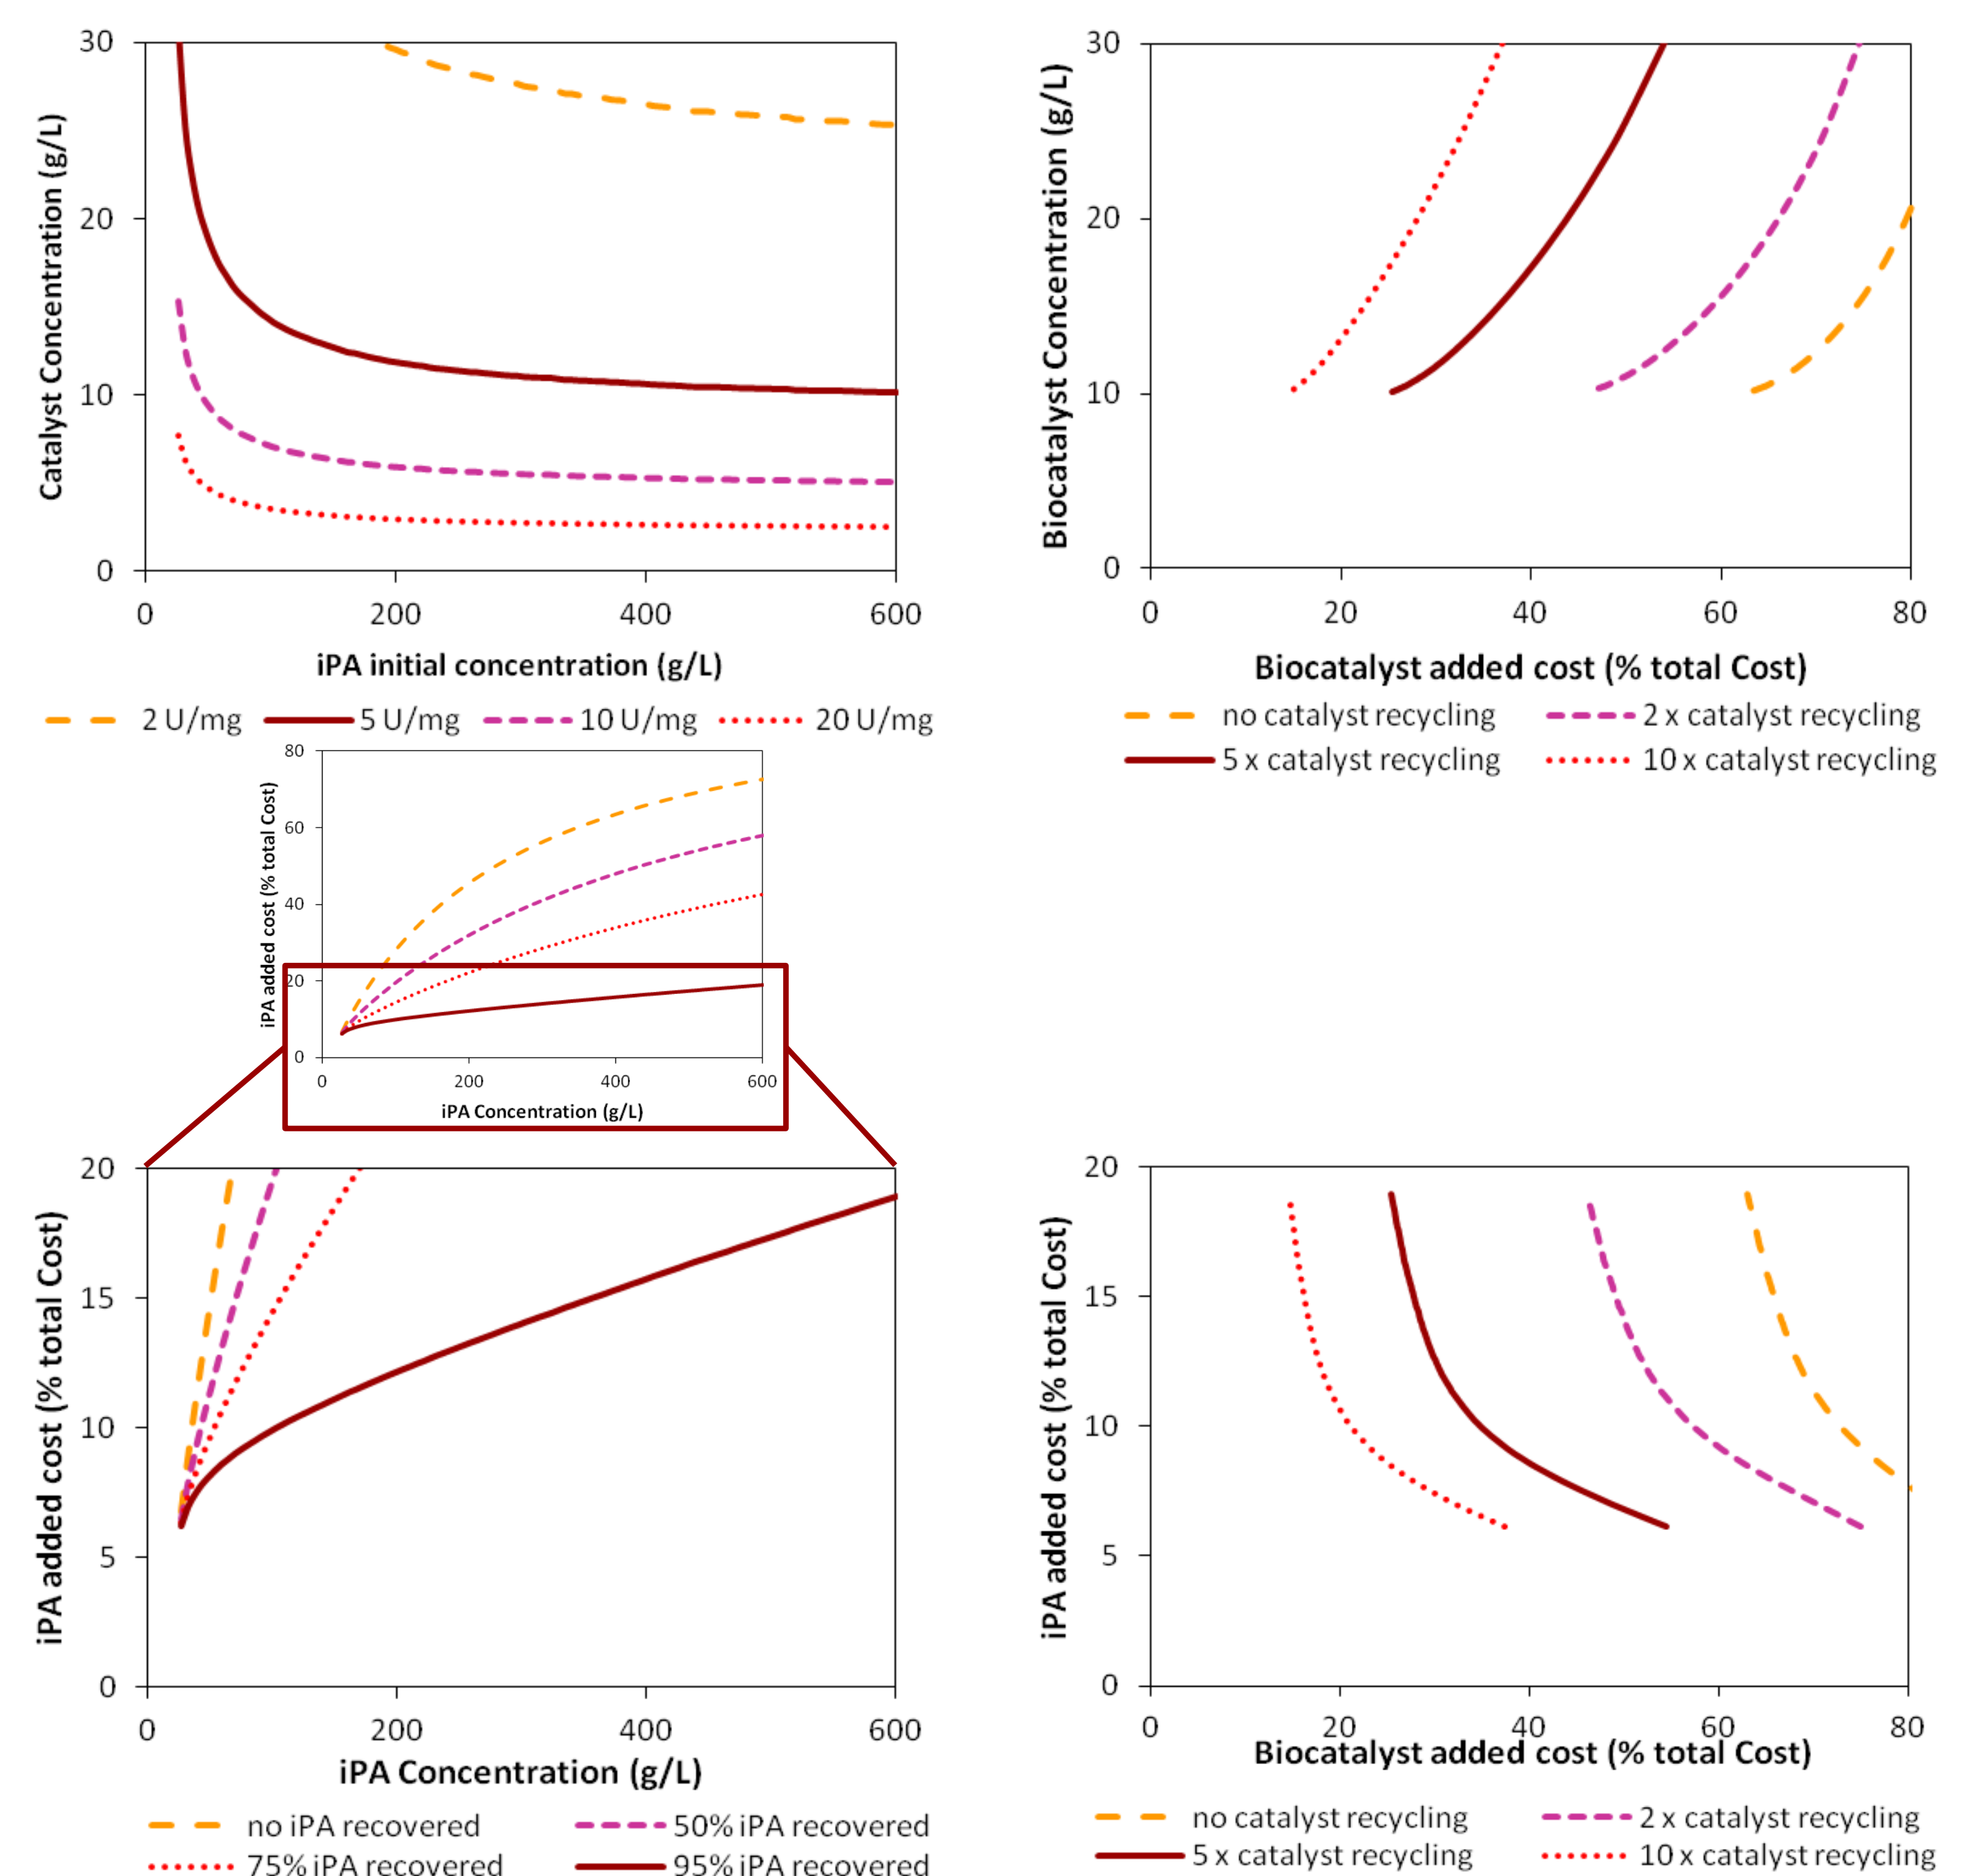 30
20
10
0
Catalyst Concentration (g/L)
0 200 400 600
iPA initial concentration (g/L)
2 U/mg 5 U/mg 10 U/mg 20 U/mg
30
20
10
0
Biocatalyst Concentration (g/L)
0 20 40 60 80
Biocatalyst added cost (% total Cost)
no catalyst recycling 2 x catalyst recycling
5 x catalyst recycling 10 x catalyst recycling
80
60
40
20
0
iPA added cost (% total Cost)
0 200 400 600
iPA Concentration (g/L)
20
15
10
5
0
iPA added cost (% total Cost)
0 200 400 600
iPA Concentration (g/L)
no iPA recovered 50% iPA recovered
75% iPA recovered 95% iPA recovered
20
15
10
5
0
iPA added cost (% total Cost)
0 20 40 60 80
Biocatalyst added cost (% total Cost)
no catalyst recycling 2 x catalyst recycling
5 x catalyst recycling 10 x catalyst recycling